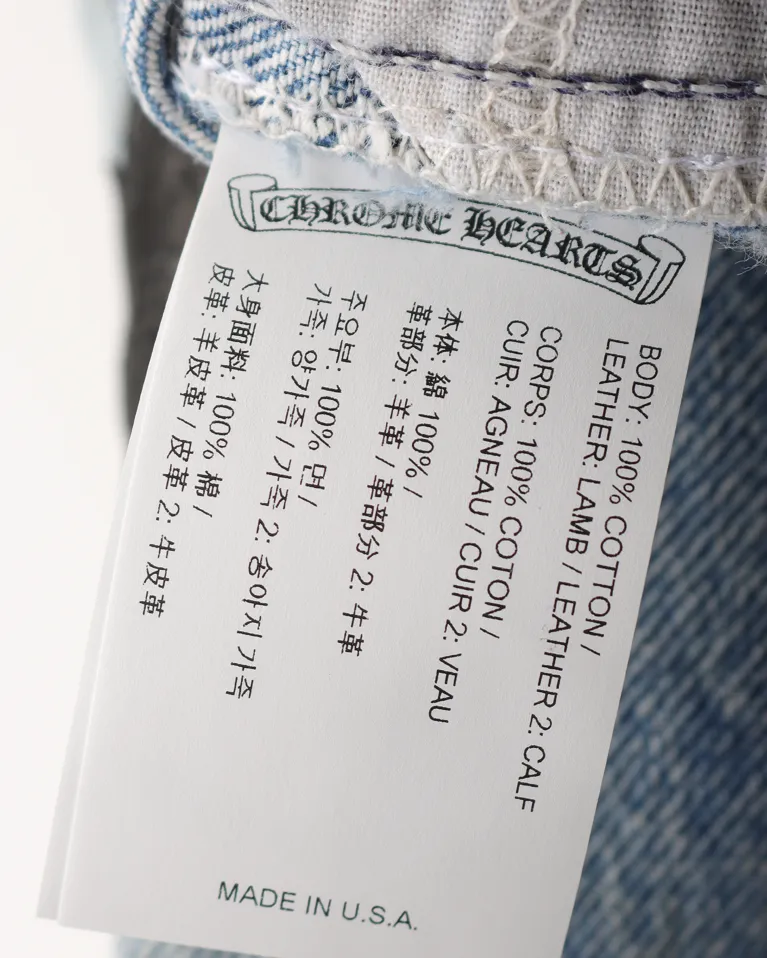 CHROME HEARTS
BODY: 100% COTTON /
LEATHER: LAMB / LEATHER 2: CALF
CORPS: 100% COTON /
CUIR: AGNEAU / CUIR 2: VEAU
本体: 綿 100% /
革部分: 羊革 / 革部分 2: 牛革
주요부: 100% 면 /
가죽: 양가죽 / 가죽 2: 송아지가죽
大身面料: 100% 棉 /
皮革: 羊皮革 / 皮革 2: 牛皮革
MADE IN U.S.A.